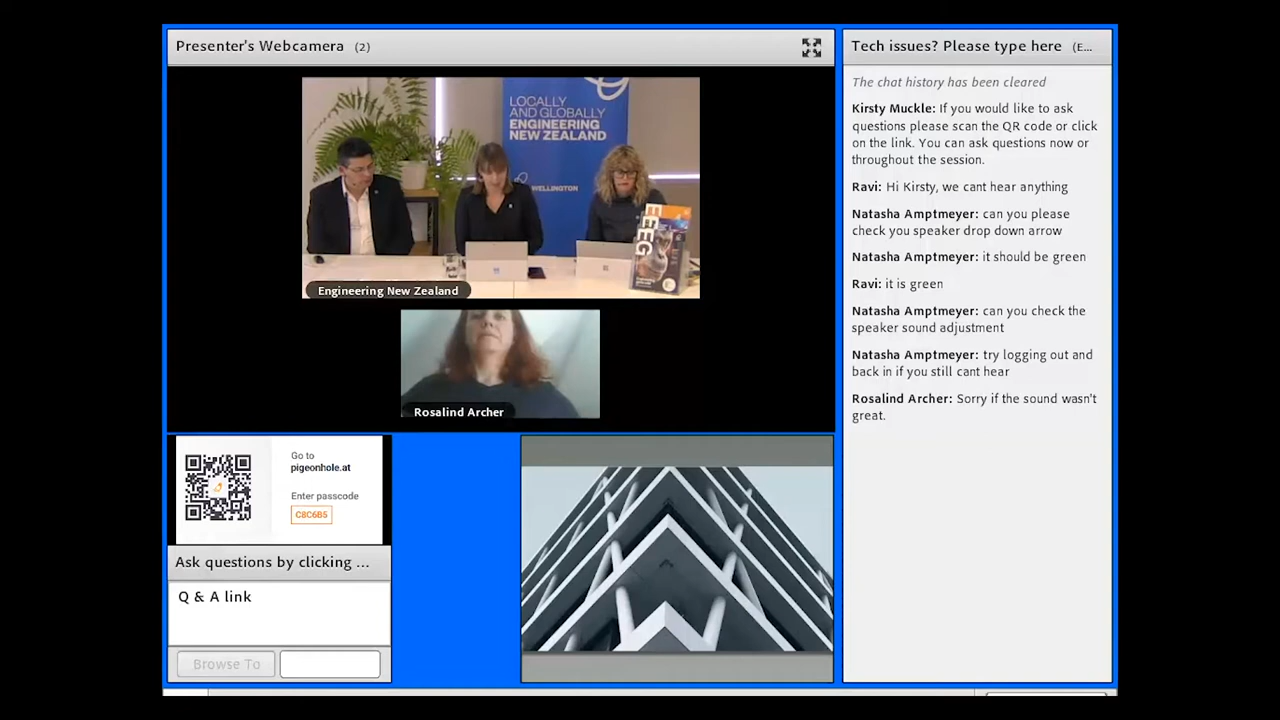 Presenter's Webcamera (2)
LOCALLY
AND GLOBALLY
ENGINEERING
NEW ZEALAND
WELLINGTON
EEEG
Engineering New Zealand
Rosalind Archer
Go to
pigeonhole.at
Enter passcode
C8C6B5
Ask questions by clicking ...
Q & A link
Browse To
Tech issues? Please type here (E...
The chat history has been cleared
Kirsty Muckle: If you would like to ask
questions please scan the QR code or click
on the link. You can ask questions now or
throughout the session.
Ravi: Hi Kirsty, we cant hear anything
Natasha Amptmeyer: can you please
check you speaker drop down arrow
Natasha Amptmeyer: it should be green
Ravi: it is green
Natasha Amptmeyer: can you check the
speaker sound adjustment
Natasha Amptmeyer: try logging out and
back in if you still cant hear
Rosalind Archer: Sorry if the sound wasn't
great.